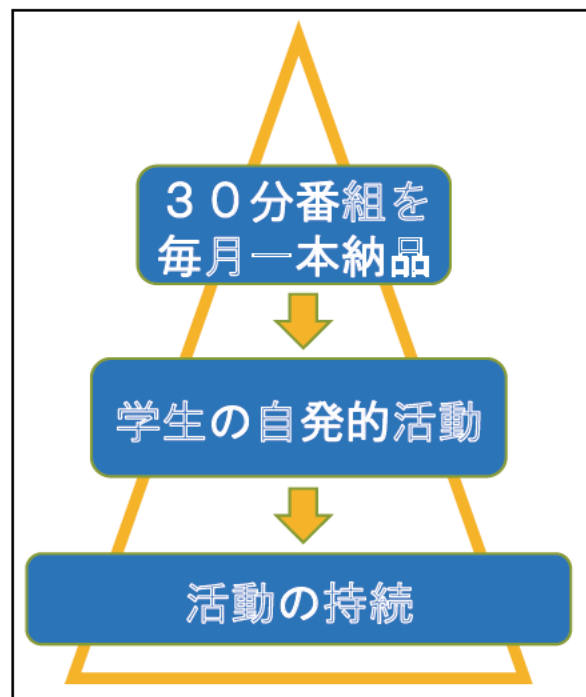 ３０分番組を
毎月一本納品
学生の自発的活動
活動の持続